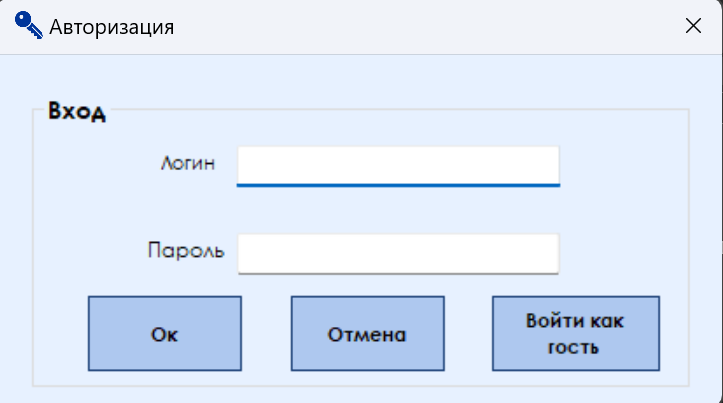 Авторизация
Вход
Логин
Пароль
Ок
Отмена
Войти как
гость